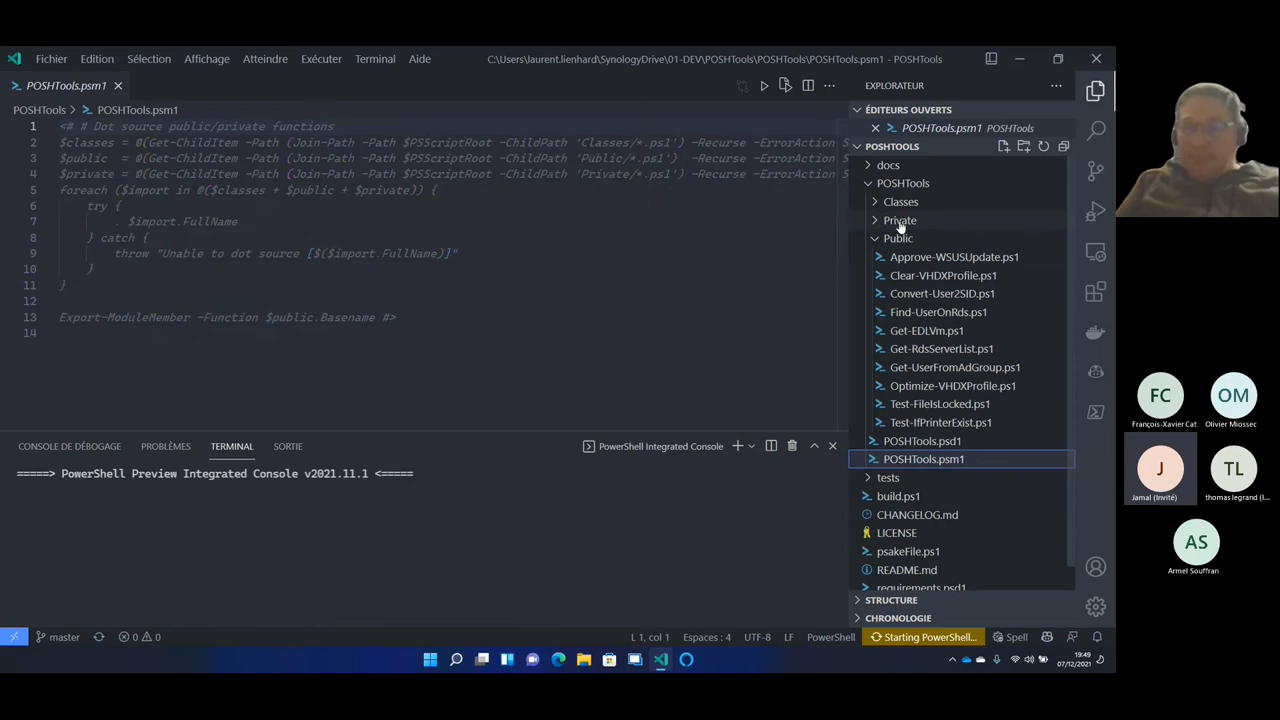 Fichier Edition Sélection Affichage Atteindre Exécuter Terminal Aide
C:\Users\laurent.lienhard\SynologyDrive\01-DEV\POSHTools\POSHTools\POSHTools.psm1 - POSHTools
POSHTools.psm1
POSHTools > POSHTools.psm1
1 <# # Dot source public/private functions
2 $classes = @(Get-ChildItem -Path (Join-Path -Path $PSScriptRoot -ChildPath 'Classes/*.ps1') -Recurse -ErrorAction S
3 $public = @(Get-ChildItem -Path (Join-Path -Path $PSScriptRoot -ChildPath 'Public/*.ps1') -Recurse -ErrorAction S
4 $private = @(Get-ChildItem -Path (Join-Path -Path $PSScriptRoot -ChildPath 'Private/*.ps1') -Recurse -ErrorAction S
5 foreach ($import in @($classes + $public + $private)) {
6 try {
7 . $import.FullName
8 } catch {
9 throw "Unable to dot source [$($import.FullName)]"
10 }
11 }
12
13 Export-ModuleMember -Function $public.Basename #>
14
CONSOLE DE DÉBOGAGE PROBLÈMES TERMINAL SORTIE
PowerShell Integrated Console
=====> PowerShell Preview Integrated Console v2021.11.1 <=====
EXPLORATEUR
ÉDITEURS OUVERTS
POSHTools.psm1 POSHTools
POSHTOOLS
docs
POSHTools
Classes
Private
Public
Approve-WSUSUpdate.ps1
Clear-VHDXProfile.ps1
Convert-User2SID.ps1
Find-UserOnRds.ps1
Get-EDLVm.ps1
Get-RdsServerList.ps1
Get-UserFromAdGroup.ps1
Optimize-VHDXProfile.ps1
Test-FileIsLocked.ps1
Test-IfPrinterExist.ps1
POSHTools.psd1
POSHTools.psm1
tests
build.ps1
CHANGELOG.md
LICENSE
psakeFile.ps1
README.md
requirements.psd1
STRUCTURE
CHRONOLOGIE
master 0 0
L 1, col 1 Espaces : 4 UTF-8 LF PowerShell Starting PowerShell... Spell
19:49
07/12/2021
FC
François-Xavier Cat
OM
Olivier Miossec
J
Jamal (Invité)
TL
thomas legrand (I...
AS
Armel Souffran